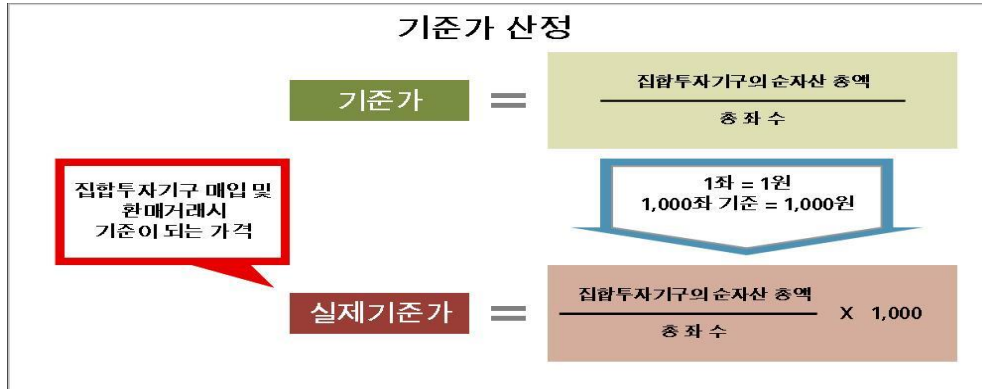 기준가 산정
기준가
=
집합투자기구의 순자산 총액
총 좌 수
집합투자기구 매입 및
환매거래시
기준이 되는 가격
1좌 = 1원
1,000좌 기준 = 1,000원
실제기준가
=
집합투자기구의 순자산 총액
총 좌 수
X 1,000